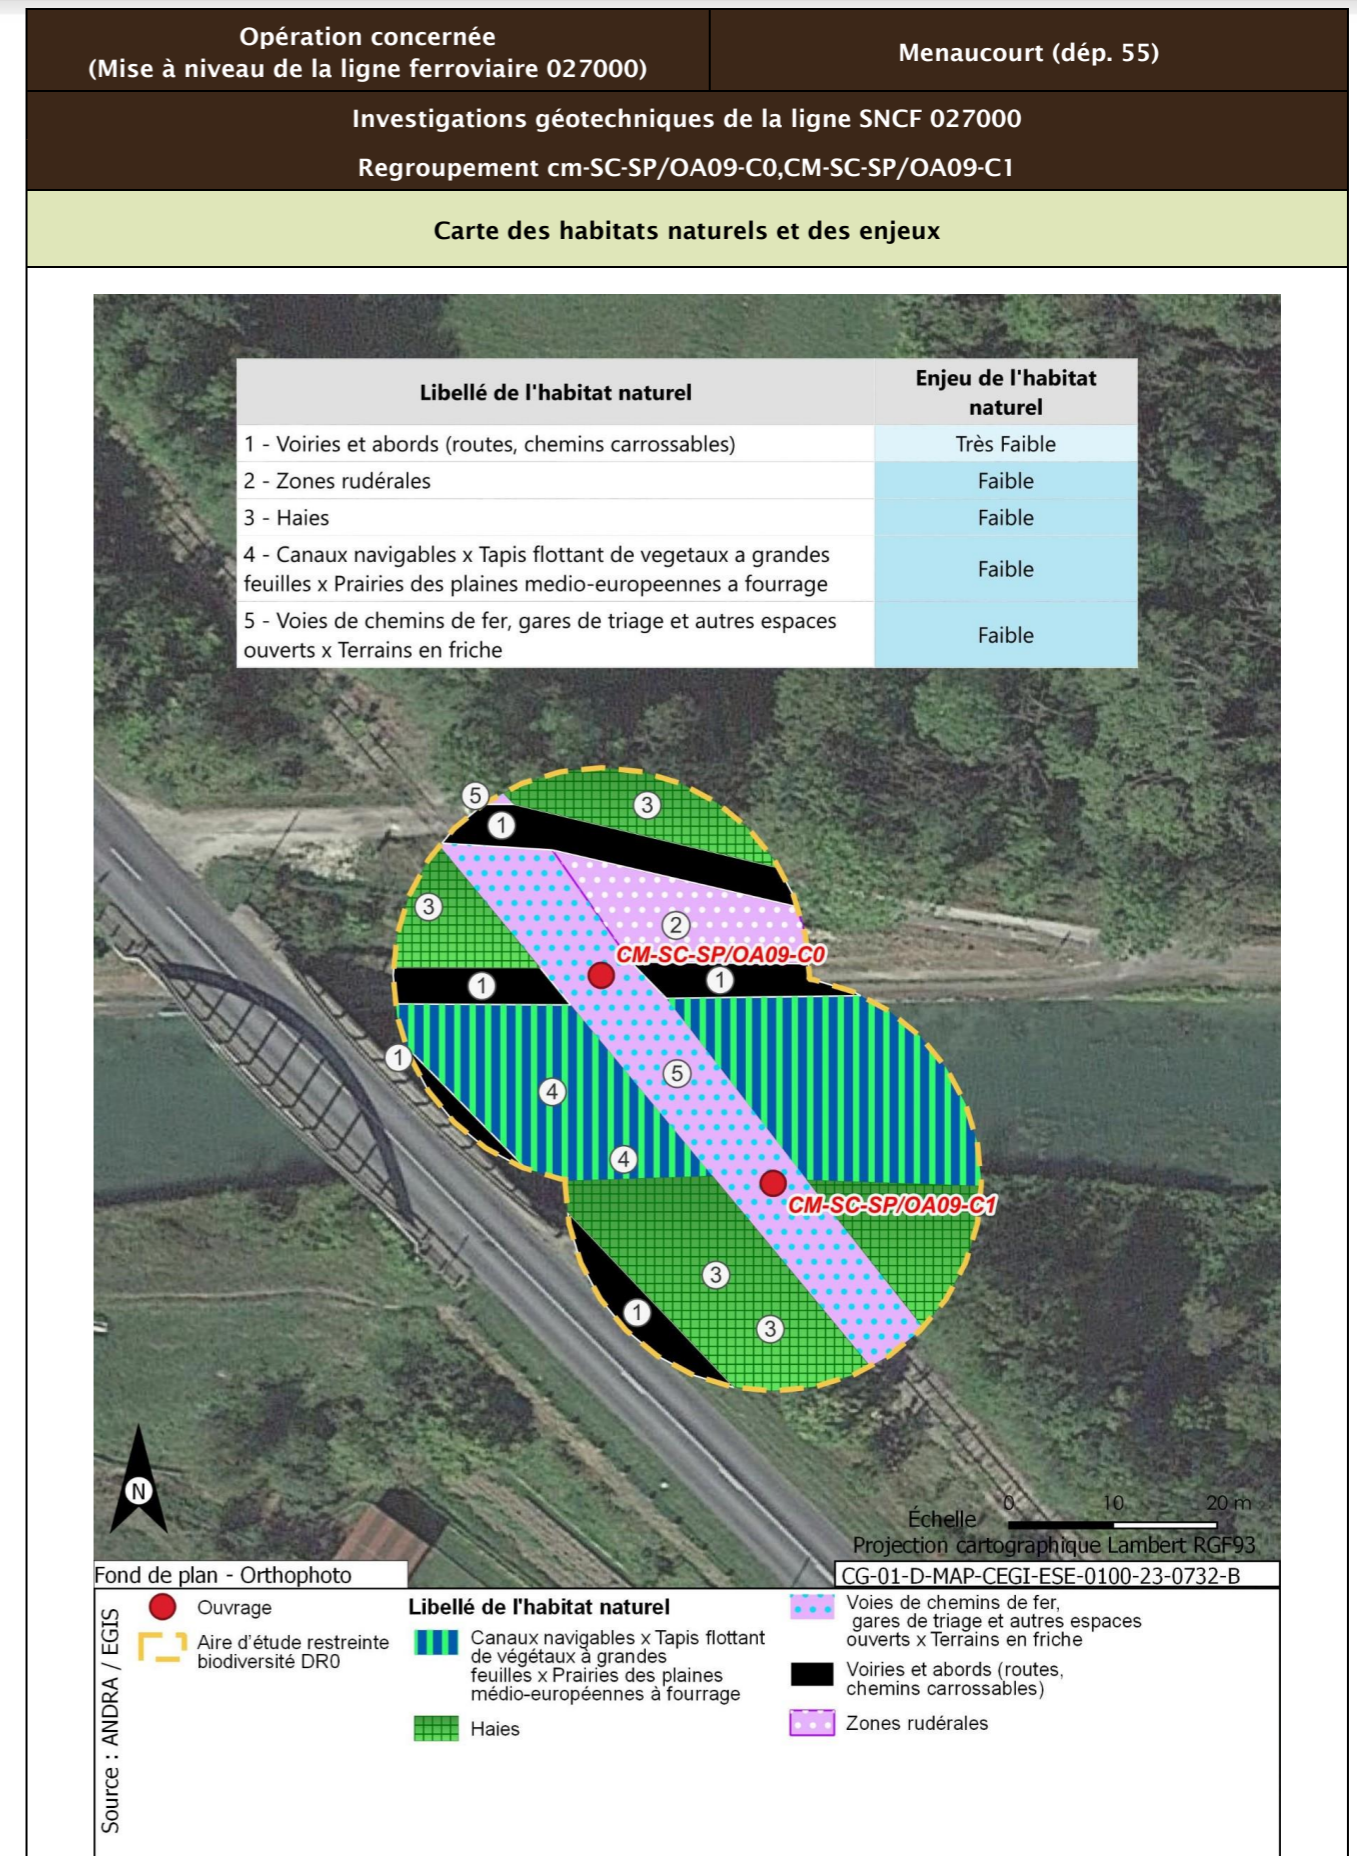 Opération concernée
(Mise à niveau de la ligne ferroviaire 027000)
Menaucourt (dép. 55)
Investigations géotechniques de la ligne SNCF 027000
Regroupement cm-SC-SP/OA09-C0,CM-SC-SP/OA09-C1
Carte des habitats naturels et des enjeux
Libellé de l'habitat naturel
Enjeu de l'habitat
naturel
1 - Voiries et abords (routes, chemins carrossables)
Très Faible
2 - Zones rudérales
Faible
3 - Haies
Faible
4 - Canaux navigables x Tapis flottant de vegetaux a grandes
feuilles x Prairies des plaines medio-europeennes a fourrage
Faible
5 - Voies de chemins de fer, gares de triage et autres espaces
ouverts x Terrains en friche
Faible
5
3
1
3
2
CM-SC-SP/OA09-C0
1
1
1
5
4
4
CM-SC-SP/OA09-C1
3
1
3
N
0 10 20 m
Échelle
Projection cartographique Lambert RGF93
Fond de plan - Orthophoto
CG-01-D-MAP-CEGI-ESE-0100-23-0732-B
Source : ANDRA / EGIS
Ouvrage
Aire d'étude restreinte
biodiversité DR0
Libellé de l'habitat naturel
Canaux navigables x Tapis flottant
de végétaux à grandes
feuilles x Prairies des plaines
médio-européennes à fourrage
Haies
Voies de chemins de fer,
gares de triage et autres espaces
ouverts x Terrains en friche
Voiries et abords (routes,
chemins carrossables)
Zones rudérales